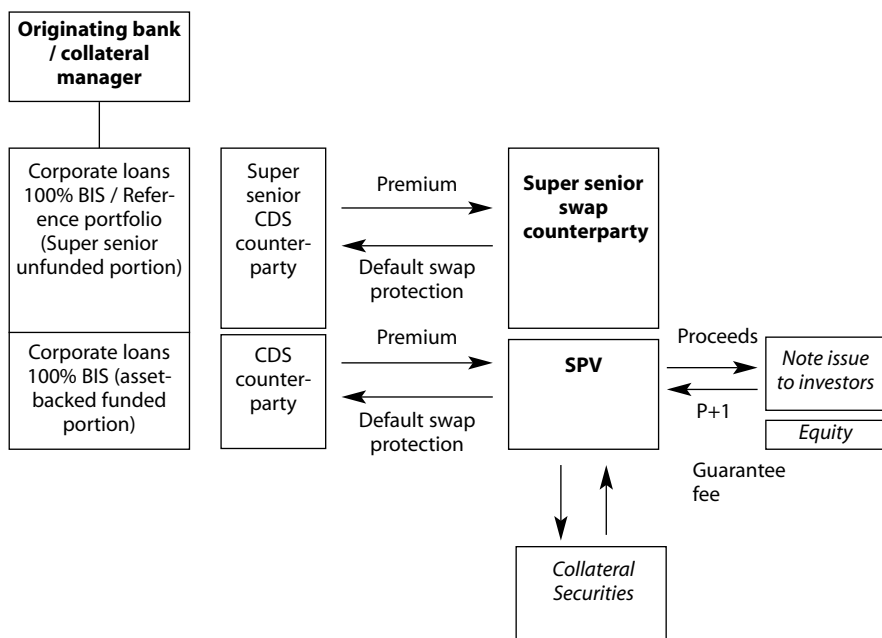 Originating bank
/ collateral
manager
Corporate loans
100% BIS / Refer-
ence portfolio
(Super senior
unfunded portion)
Super
senior
CDS
counter-
party
Premium
Default swap
protection
Super senior
swap
counterparty
Corporate loans
100% BIS (asset-
backed funded
portion)
CDS
counter-
party
Premium
Default swap
protection
SPV
Proceeds
P+1
Note issue
to investors
Equity
Guarantee
fee
Collateral
Securities